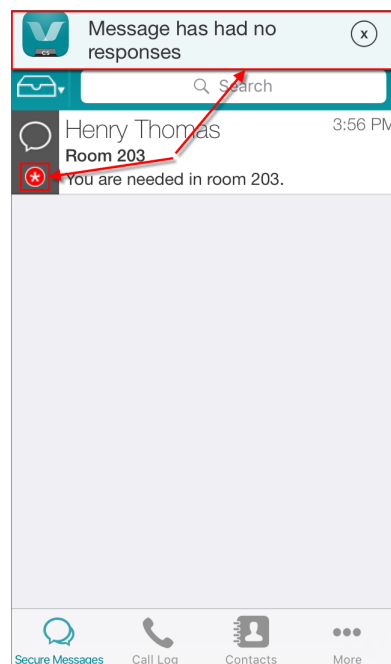 Message has had no
responses
x
CS
Search
Henry Thomas
3:56 PM
Room 203
You are needed in room 203.
Secure Messages
Call Log
Contacts
More